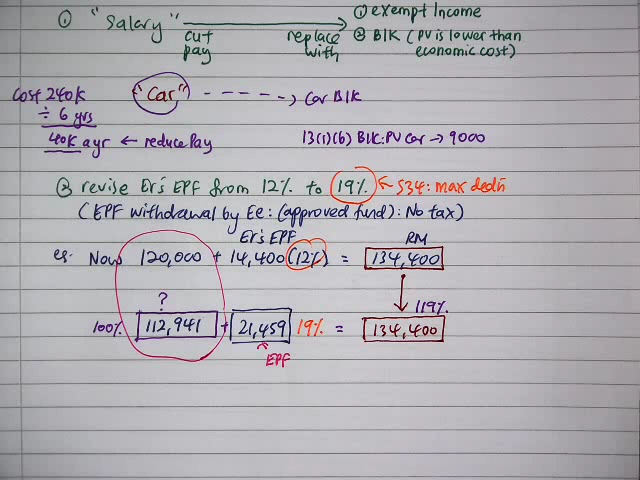 ① "Salary" cut pay → replace with ① exempt Income
② BIK (PV is lower than economic cost)
Cost 240k "Car" - - - - - → Car BIK
÷ 6 yrs
40k a yr ← reduce Pay 13(1)(b) BIK: PV car → 9000
② revise Er's EPF from 12% to 19% ← S34: max dedn
(EPF withdrawal by Ee: (approved fund): No tax)
Er's EPF RM
eg. Now 120,000 + 14,400 (12%) = 134,400
? ↓ 119%
100% 112,941 + 21,459 19% = 134,400
EPF